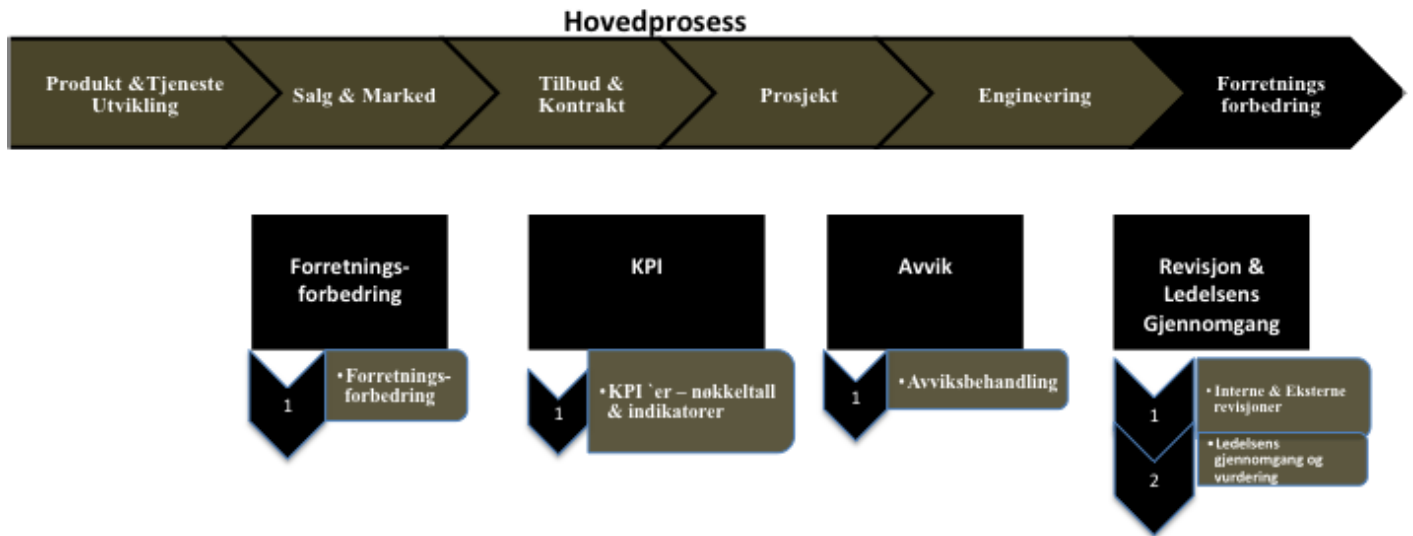 Hovedprosess
Produkt &Tjeneste
Utvikling
Salg & Marked
Tilbud &
Kontrakt
Prosjekt
Engineering
Forretnings
forbedring
Forretnings-
forbedring
1
•Forretnings-
forbedring
KPI
1
•KPI `er – nøkkeltall
& indikatorer
Avvik
1
•Avviksbehandling
Revisjon &
Ledelsens
Gjennomgang
1
•Interne & Eksterne
revisjoner
2
•Ledelsens
gjennomgang og
vurdering